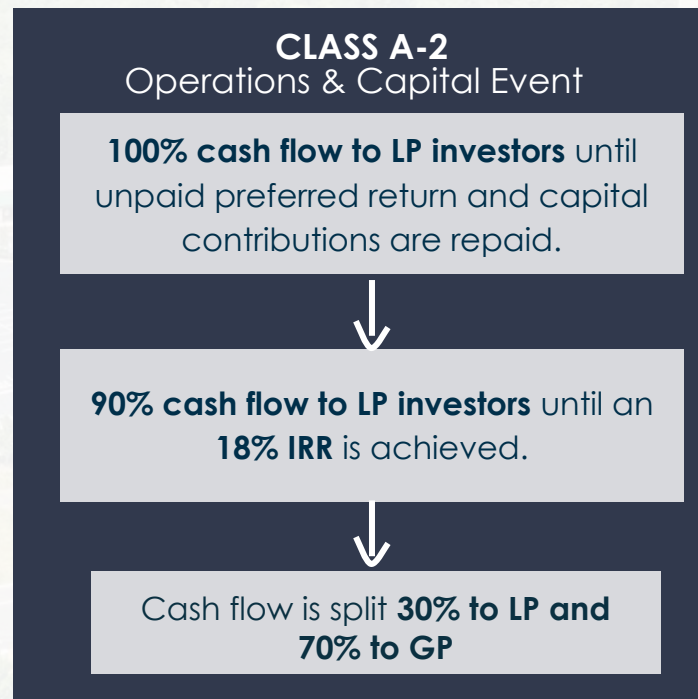 CLASS A-2
Operations & Capital Event
100% cash flow to LP investors until
unpaid preferred return and capital
contributions are repaid.
90% cash flow to LP investors until an
18% IRR is achieved.
Cash flow is split 30% to LP and
70% to GP